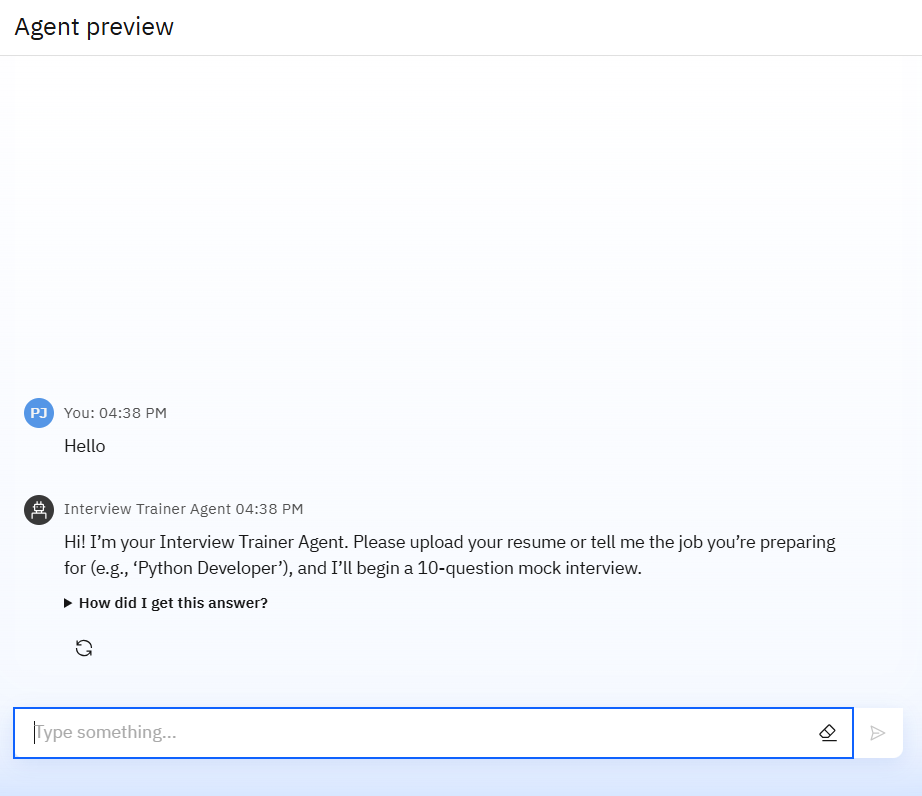 Agent preview
PJ
You: 04:38 PM
Hello
Interview Trainer Agent 04:38 PM
Hi! I’m your Interview Trainer Agent. Please upload your resume or tell me the job you’re preparing
for (e.g., ‘Python Developer’), and I’ll begin a 10-question mock interview.
How did I get this answer?
Type something...